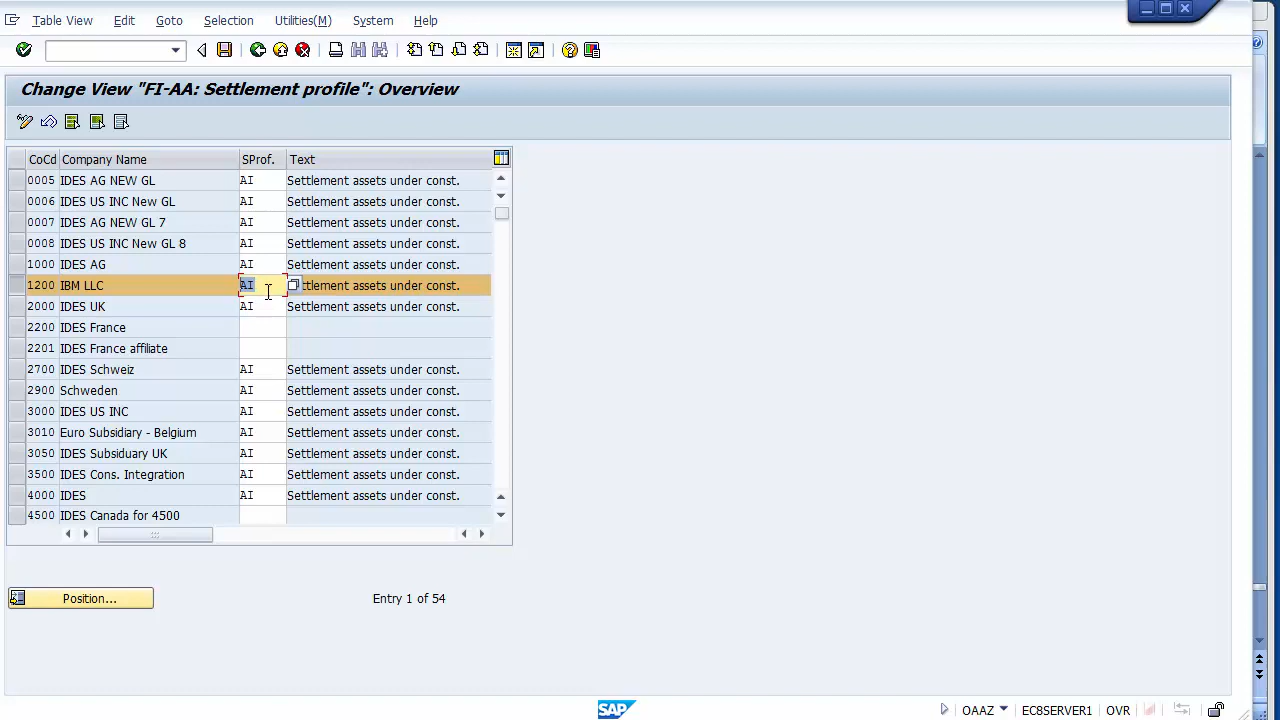 Table View Edit Goto Selection Utilities(M) System Help
Change View "FI-AA: Settlement profile": Overview
CoCd Company Name SProf. Text
0005 IDES AG NEW GL AI Settlement assets under const.
0006 IDES US INC New GL AI Settlement assets under const.
0007 IDES AG NEW GL 7 AI Settlement assets under const.
0008 IDES US INC New GL 8 AI Settlement assets under const.
1000 IDES AG AI Settlement assets under const.
1200 IBM LLC AI tlement assets under const.
2000 IDES UK AI Settlement assets under const.
2200 IDES France
2201 IDES France affiliate
2700 IDES Schweiz AI Settlement assets under const.
2900 Schweden AI Settlement assets under const.
3000 IDES US INC AI Settlement assets under const.
3010 Euro Subsidiary - Belgium AI Settlement assets under const.
3050 IDES Subsiduary UK AI Settlement assets under const.
3500 IDES Cons. Integration AI Settlement assets under const.
4000 IDES AI Settlement assets under const.
4500 IDES Canada for 4500
Position... Entry 1 of 54
SAP OAAZ ECSERVER1 OVR